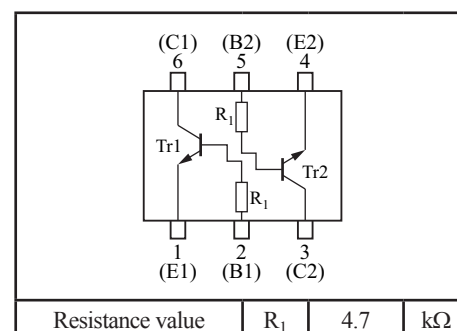 (C1) (B2) (E2)
6 5 4
R1
Tr1
Tr2
R1
1 2 3
(E1) (B1) (C2)
Resistance value R1 4.7 kΩ